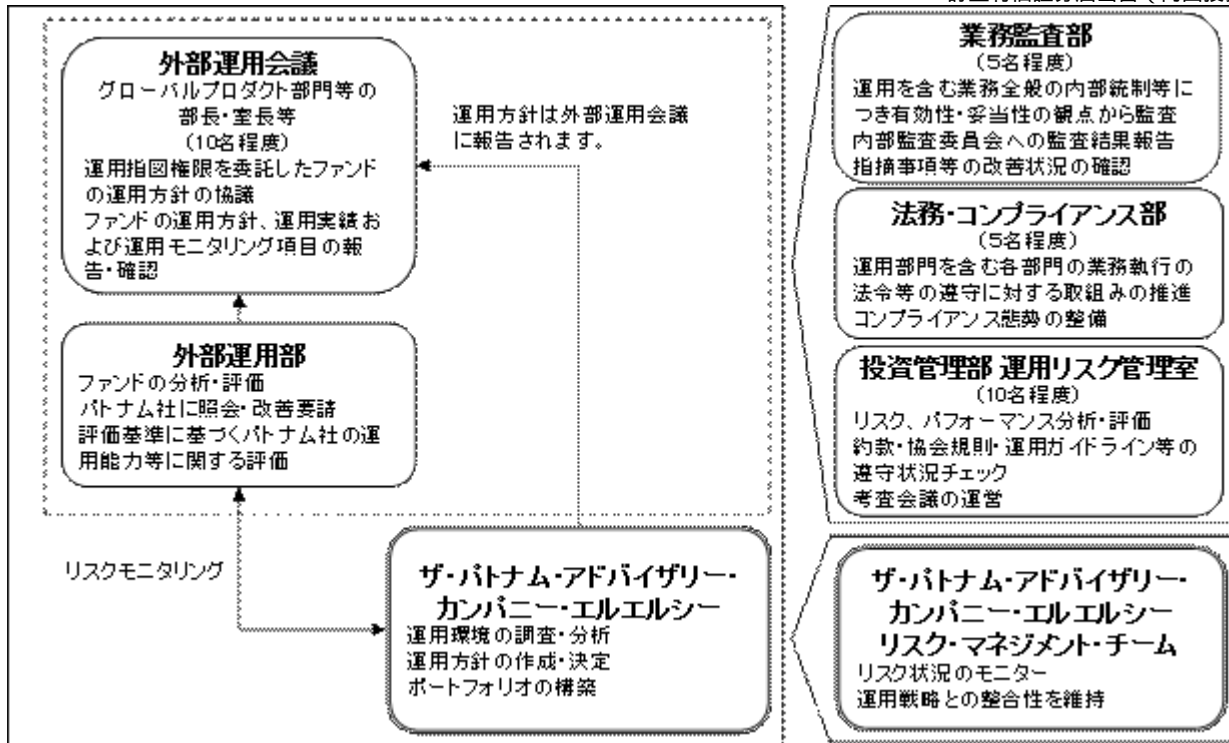 外部運用会議
グローバルプロダクト部門等の
部長・室長等
(10名程度)
運用指図権限を委託したファンド
の運用方針の協議
ファンドの運用方針、運用実績お
よび運用モニタリング項目の報
告・確認
運用方針は外部運用会議
に報告されます。
外部運用部
ファンドの分析・評価
パトナム社に照会・改善要請
評価基準に基づくパトナム社の運
用能力等に関する評価
リスクモニタリング
ザ・パトナム・アドバイザリー・
カンパニー・エルエルシー
運用環境の調査・分析
運用方針の作成・決定
ポートフォリオの構築
業務監査部
(5名程度)
運用を含む業務全般の内部統制等に
つき有効性・妥当性の観点から監査
内部監査委員会への監査結果報告
指摘事項等の改善状況の確認
法務・コンプライアンス部
(5名程度)
運用部門を含む各部門の業務執行の
法令等の遵守に対する取組みの推進
コンプライアンス態勢の整備
投資管理部 運用リスク管理室
(10名程度)
リスク、パフォーマンス分析・評価
約款・協会規則・運用ガイドライン等の
遵守状況チェック
考査会議の運営
ザ・パトナム・アドバイザリー・
カンパニー・エルエルシー
リスク・マネジメント・チーム
リスク状況のモニター
運用戦略との整合性を維持